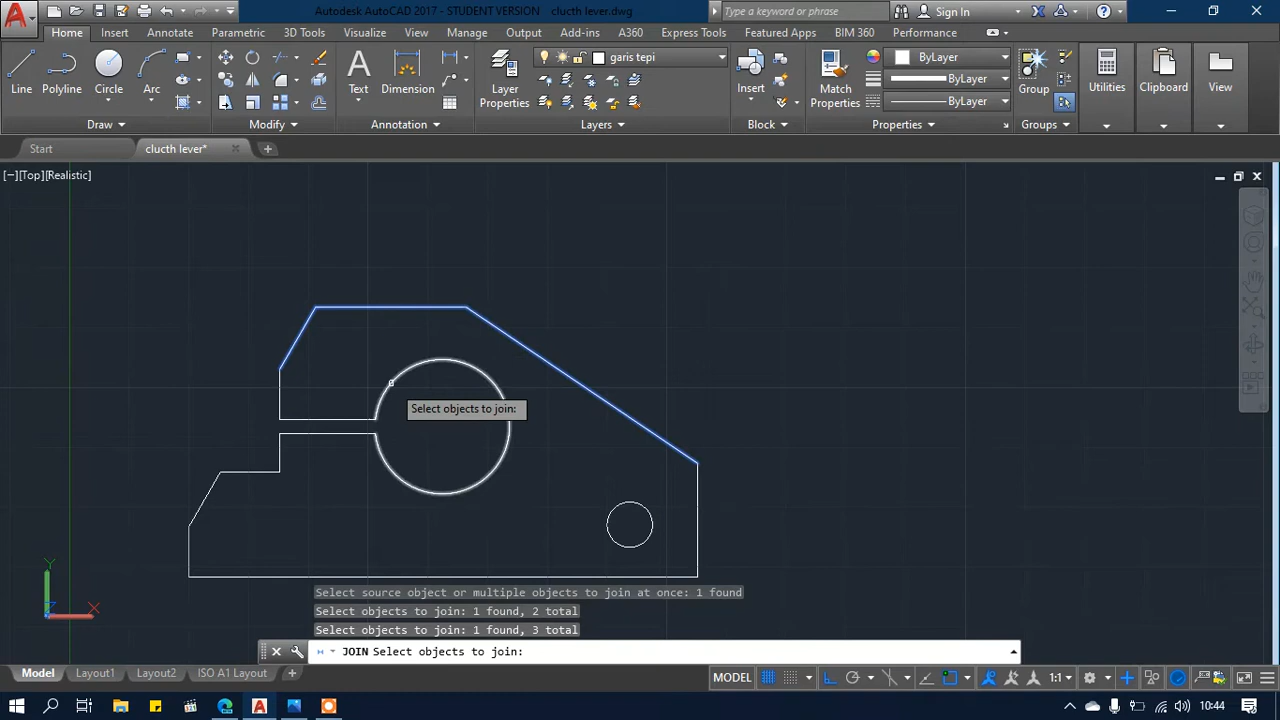 Autodesk AutoCAD 2017 - STUDENT VERSION clucth lever.dwg
Type a keyword or phrase
Sign In
Home Insert Annotate Parametric 3D Tools Visualize View Manage Output Add-ins A360 Express Tools Featured Apps BIM 360 Performance
garis tepi
ByLayer
ByLayer
ByLayer
Line Polyline Circle Arc
Text Dimension
Layer Properties
Insert
Match Properties
Group
Utilities
Clipboard
View
Draw Modify Annotation Layers Block Properties Groups
Start clucth lever*
[−][Top][Realistic]
Select objects to join:
Y
X
Select source object or multiple objects to join at once: 1 found
Select objects to join: 1 found, 2 total
Select objects to join: 1 found, 3 total
JOIN Select objects to join:
Model Layout1 Layout2 ISO A1 Layout
MODEL
1:1
10:44